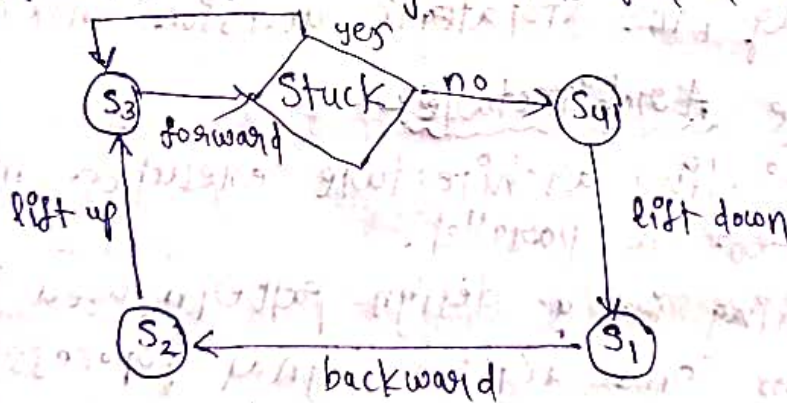 yes
S3
Stuck
no
S4
forward
lift up
lift down
S2
S1
backward